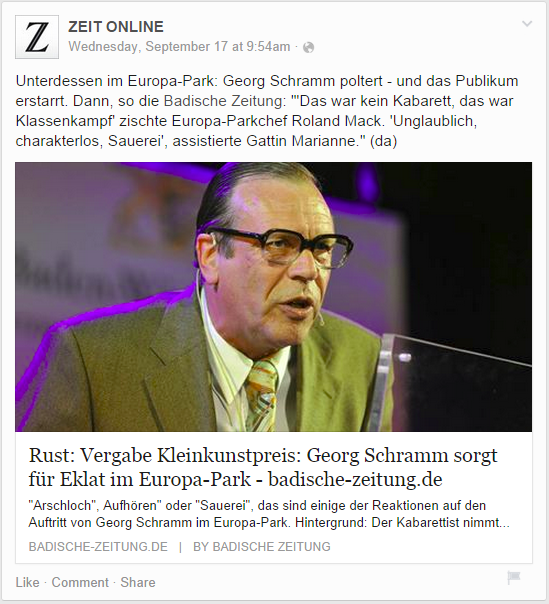 Z ZEIT ONLINE
Wednesday, September 17 at 9:54am ·
Unterdessen im Europa-Park: Georg Schramm poltert - und das Publikum
erstarrt. Dann, so die Badische Zeitung: "'Das war kein Kabarett, das war
Klassenkampf' zischte Europa-Parkchef Roland Mack. 'Unglaublich,
charakterlos, Sauerei', assistierte Gattin Marianne." (da)
Rust: Vergabe Kleinkunstpreis: Georg Schramm sorgt
für Eklat im Europa-Park - badische-zeitung.de
"Arschloch", Aufhören" oder "Sauerei", das sind einige der Reaktionen auf den
Auftritt von Georg Schramm im Europa-Park. Hintergrund: Der Kabarettist nimmt...
BADISCHE-ZEITUNG.DE | BY BADISCHE ZEITUNG
Like · Comment · Share